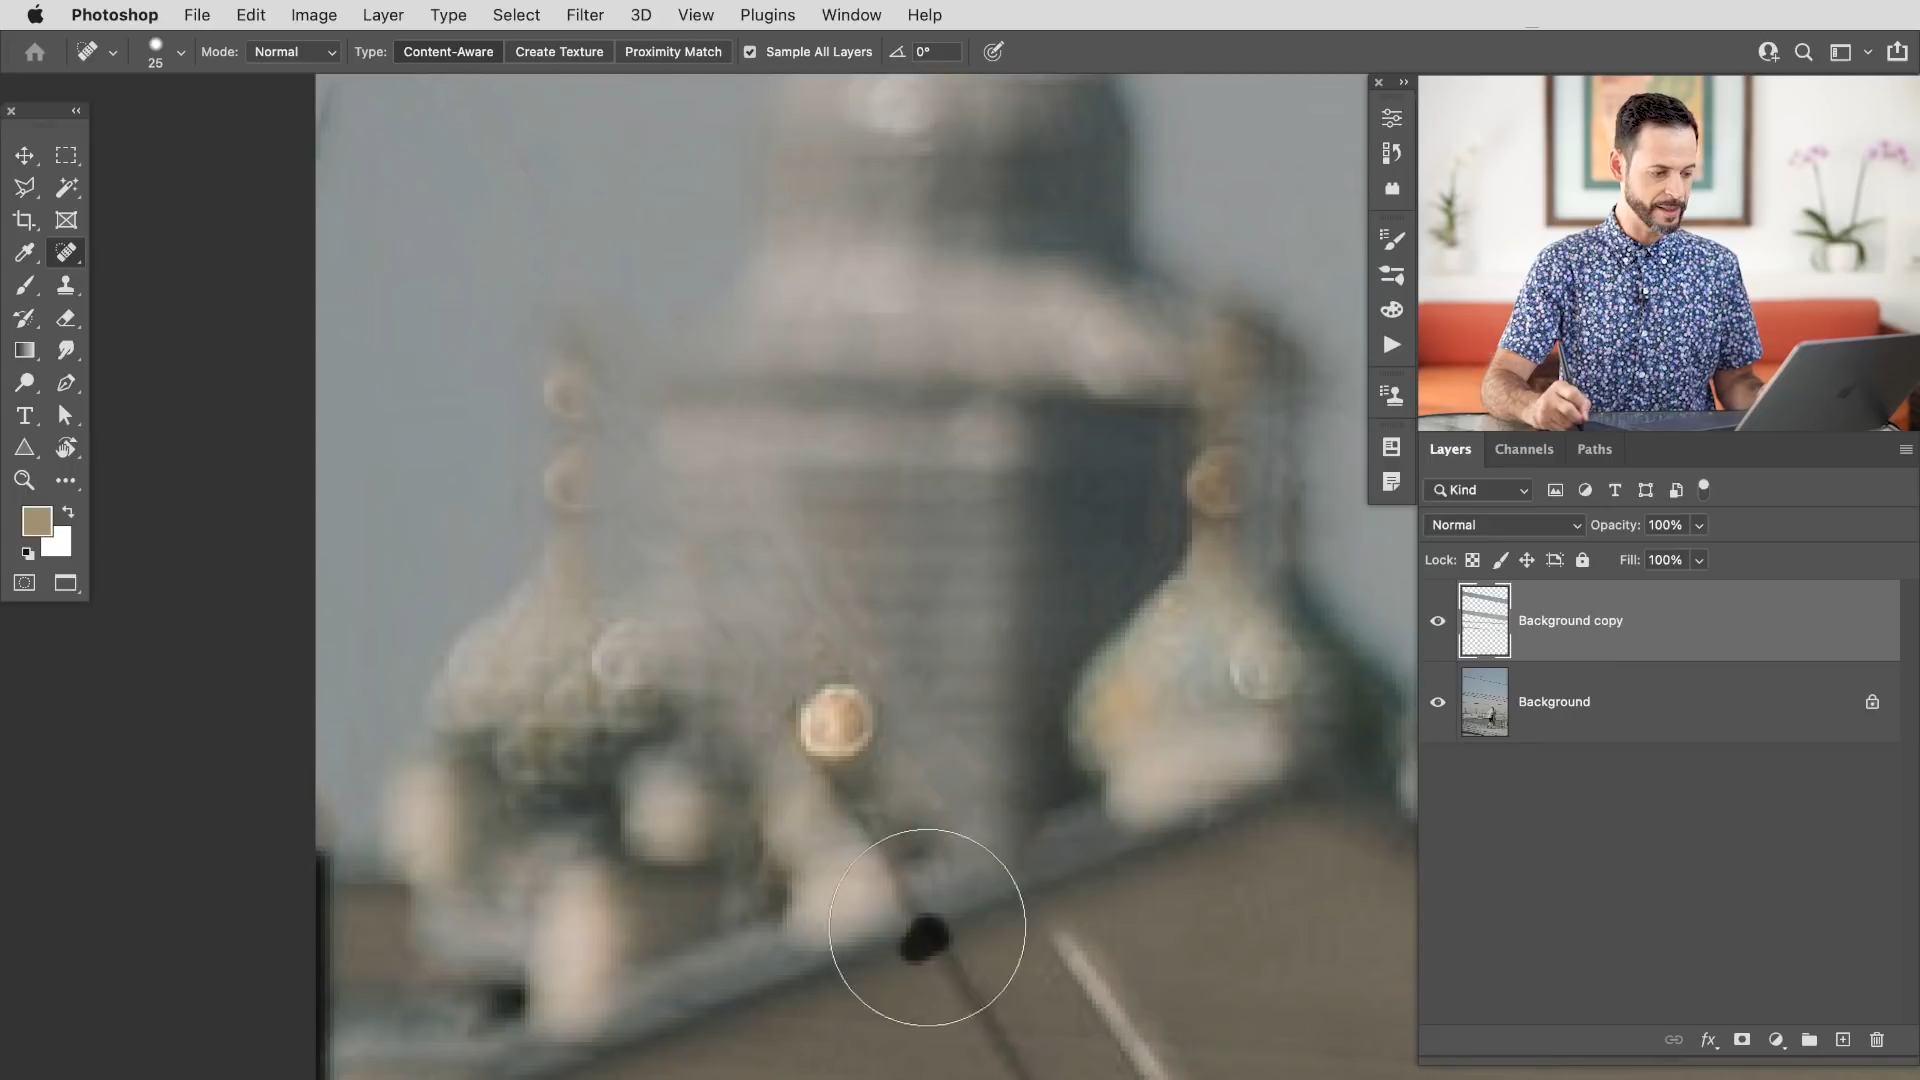 Photoshop File Edit Image Layer Type Select Filter 3D View Plugins Window Help
25 Mode: Normal Type: Content-Aware Create Texture Proximity Match Sample All Layers 0°
Layers Channels Paths
Kind
Normal Opacity: 100%
Lock: Fill: 100%
Background copy
Background
fx